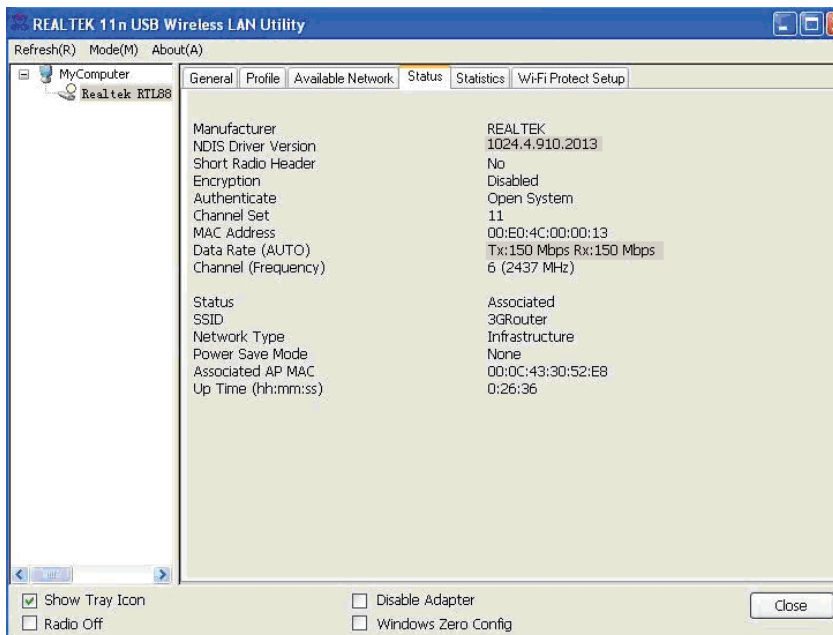 REALTEK 11n USB Wireless LAN Utility
Refresh(R) Mode(M) About(A)
MyComputer
Realtek RTL88
General Profile Available Network Status Statistics Wi-Fi Protect Setup
Manufacturer REALTEK
NDIS Driver Version 1024.4.910.2013
Short Radio Header No
Encryption Disabled
Authenticate Open System
Channel Set 11
MAC Address 00:E0:4C:00:00:13
Data Rate (AUTO) Tx:150 Mbps Rx:150 Mbps
Channel (Frequency) 6 (2437 MHz)
Status Associated
SSID 3GRouter
Network Type Infrastructure
Power Save Mode None
Associated AP MAC 00:0C:43:30:52:E8
Up Time (hh:mm:ss) 0:26:36
Show Tray Icon Disable Adapter
Radio Off Windows Zero Config
Close